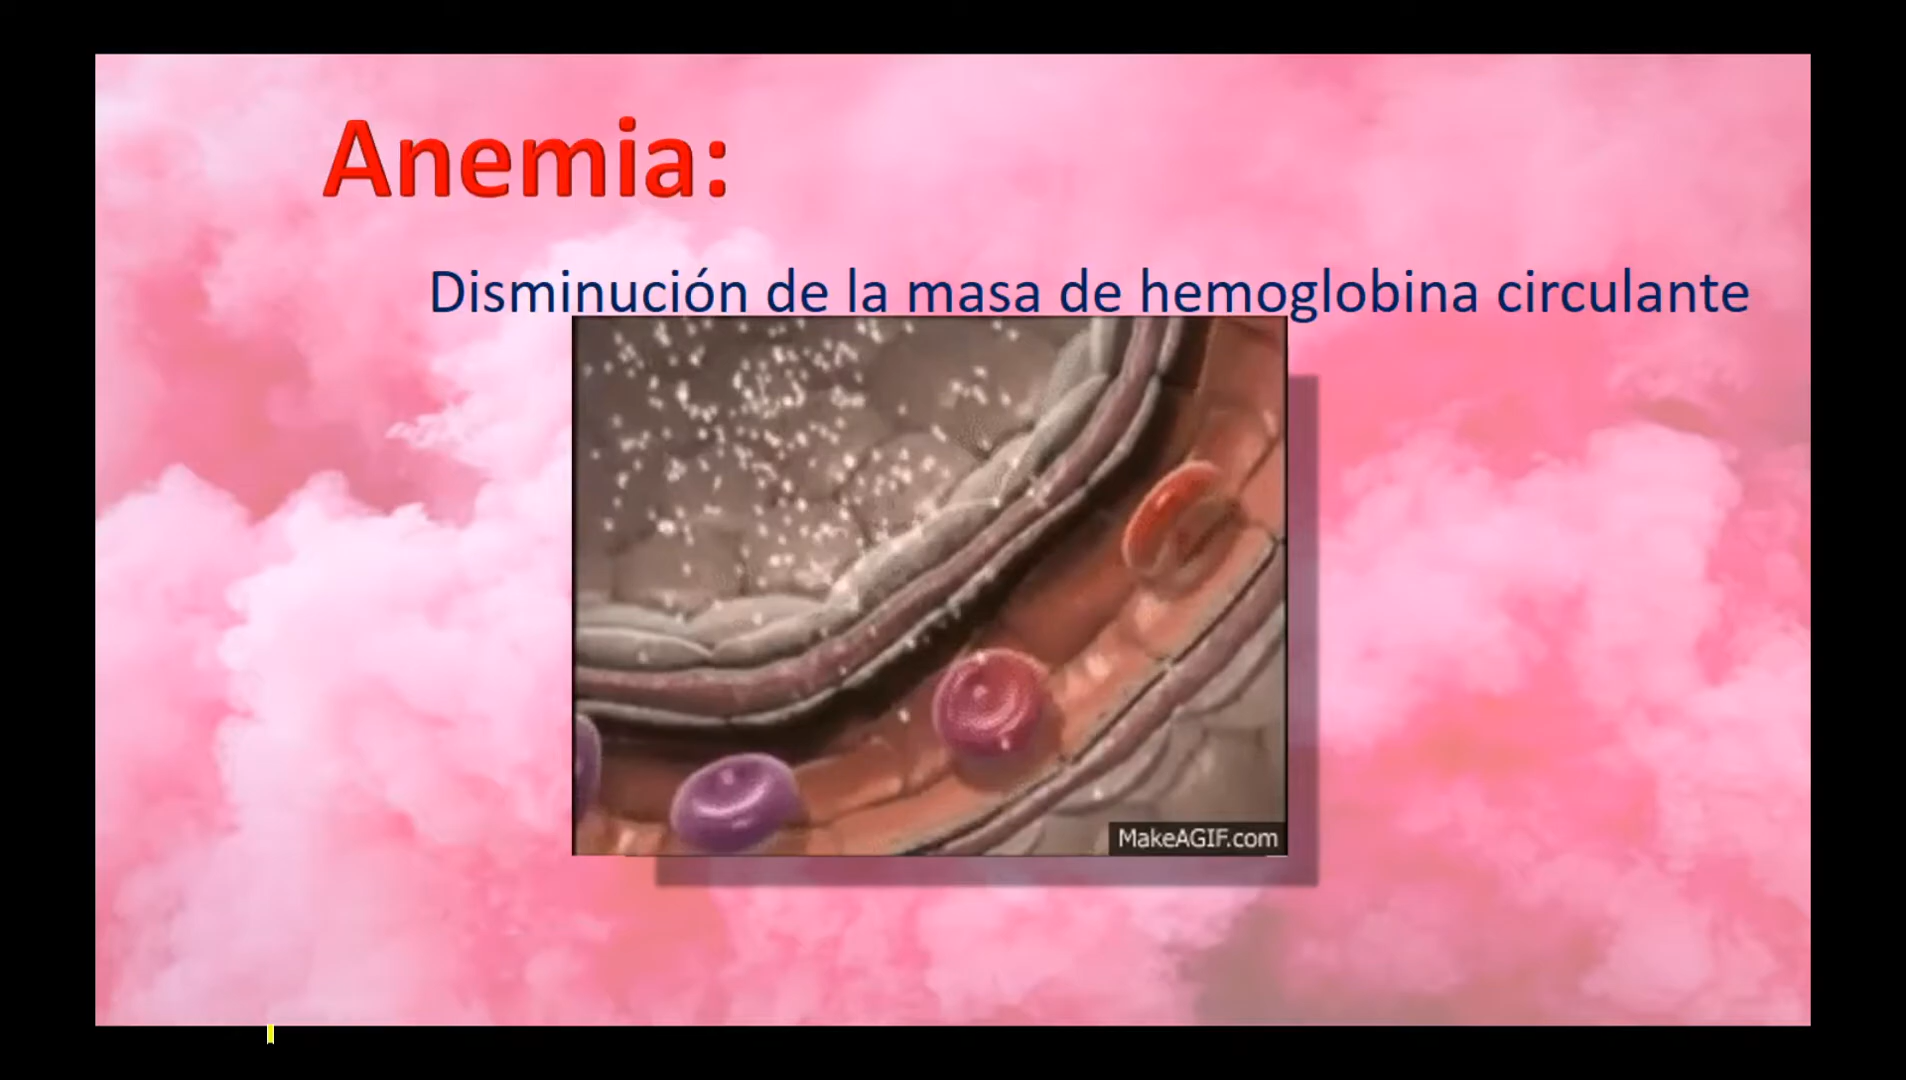 Anemia:
Disminución de la masa de hemoglobina circulante
MakeAGIF.com